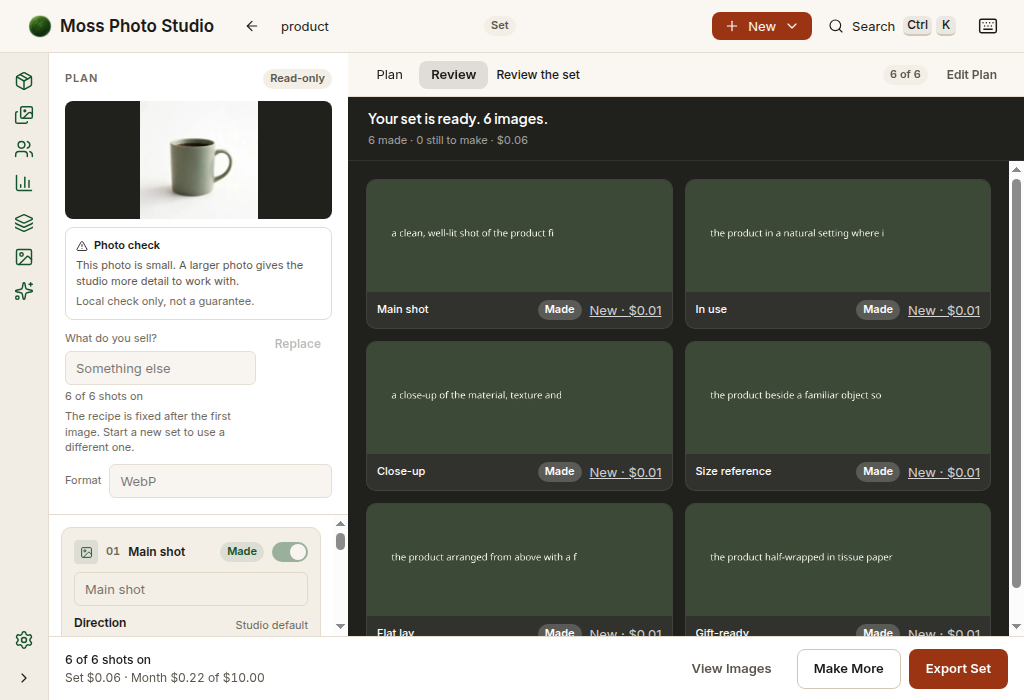 Moss Photo Studio
product
Set
New
Search
Ctrl
K
PLAN
Read-only
Photo check
This photo is small. A larger photo gives the
studio more detail to work with.
Local check only, not a guarantee.
What do you sell?
Replace
Something else
6 of 6 shots on
The recipe is fixed after the first
image. Start a new set to use a
different one.
Format
WebP
01
Main shot
Made
Main shot
Direction
Studio default
Plan
Review
Review the set
6 of 6
Edit Plan
Your set is ready. 6 images.
6 made · 0 still to make · $0.06
a clean, well-lit shot of the product fi
Main shot
Made
New · $0.01
the product in a natural setting where i
In use
Made
New · $0.01
a close-up of the material, texture and
Close-up
Made
New · $0.01
the product beside a familiar object so
Size reference
Made
New · $0.01
the product arranged from above with a f
Flat lay
Made
New · $0.01
the product half-wrapped in tissue paper
Gift-ready
Made
New · $0.01
6 of 6 shots on
Set $0.06 · Month $0.22 of $10.00
View Images
Make More
Export Set